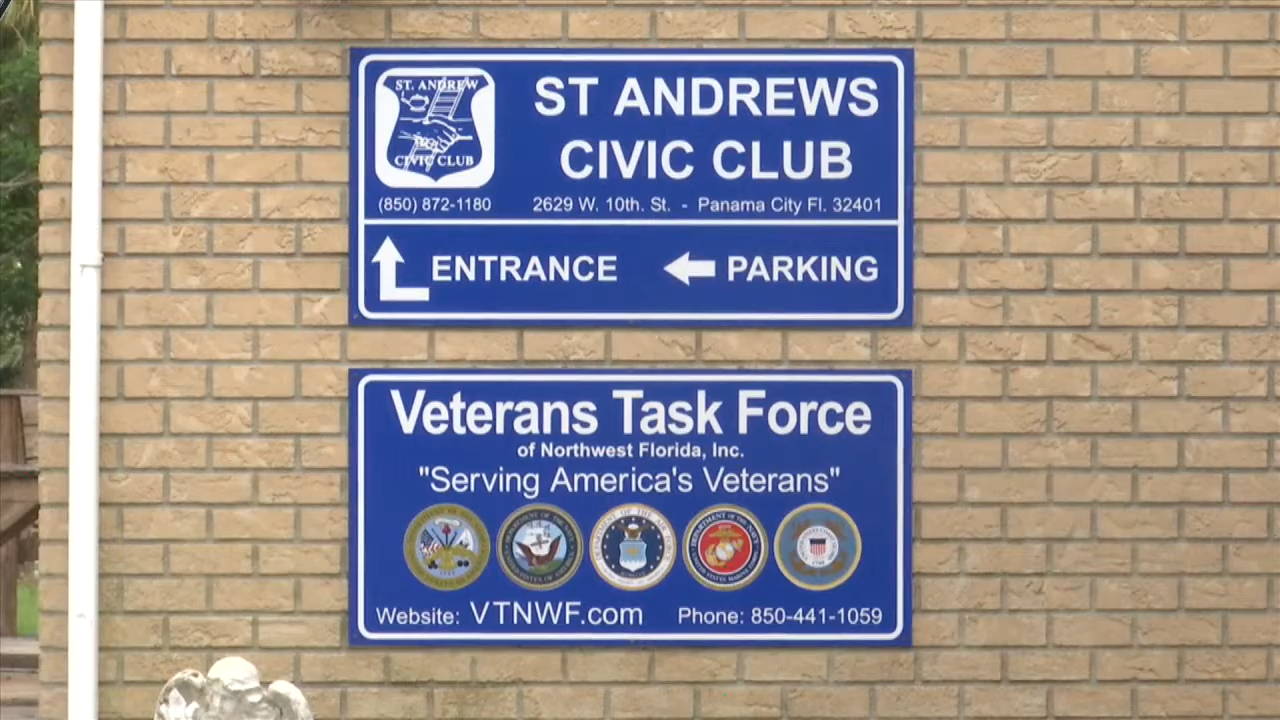 ST. ANDREW
CIVIC CLUB
ST ANDREWS
CIVIC CLUB
(850) 872-1180
2629 W. 10th. St. - Panama City Fl. 32401
ENTRANCE
PARKING
Veterans Task Force
of Northwest Florida, Inc.
"Serving America's Veterans"
Website: VTNWF.com
Phone: 850-441-1059